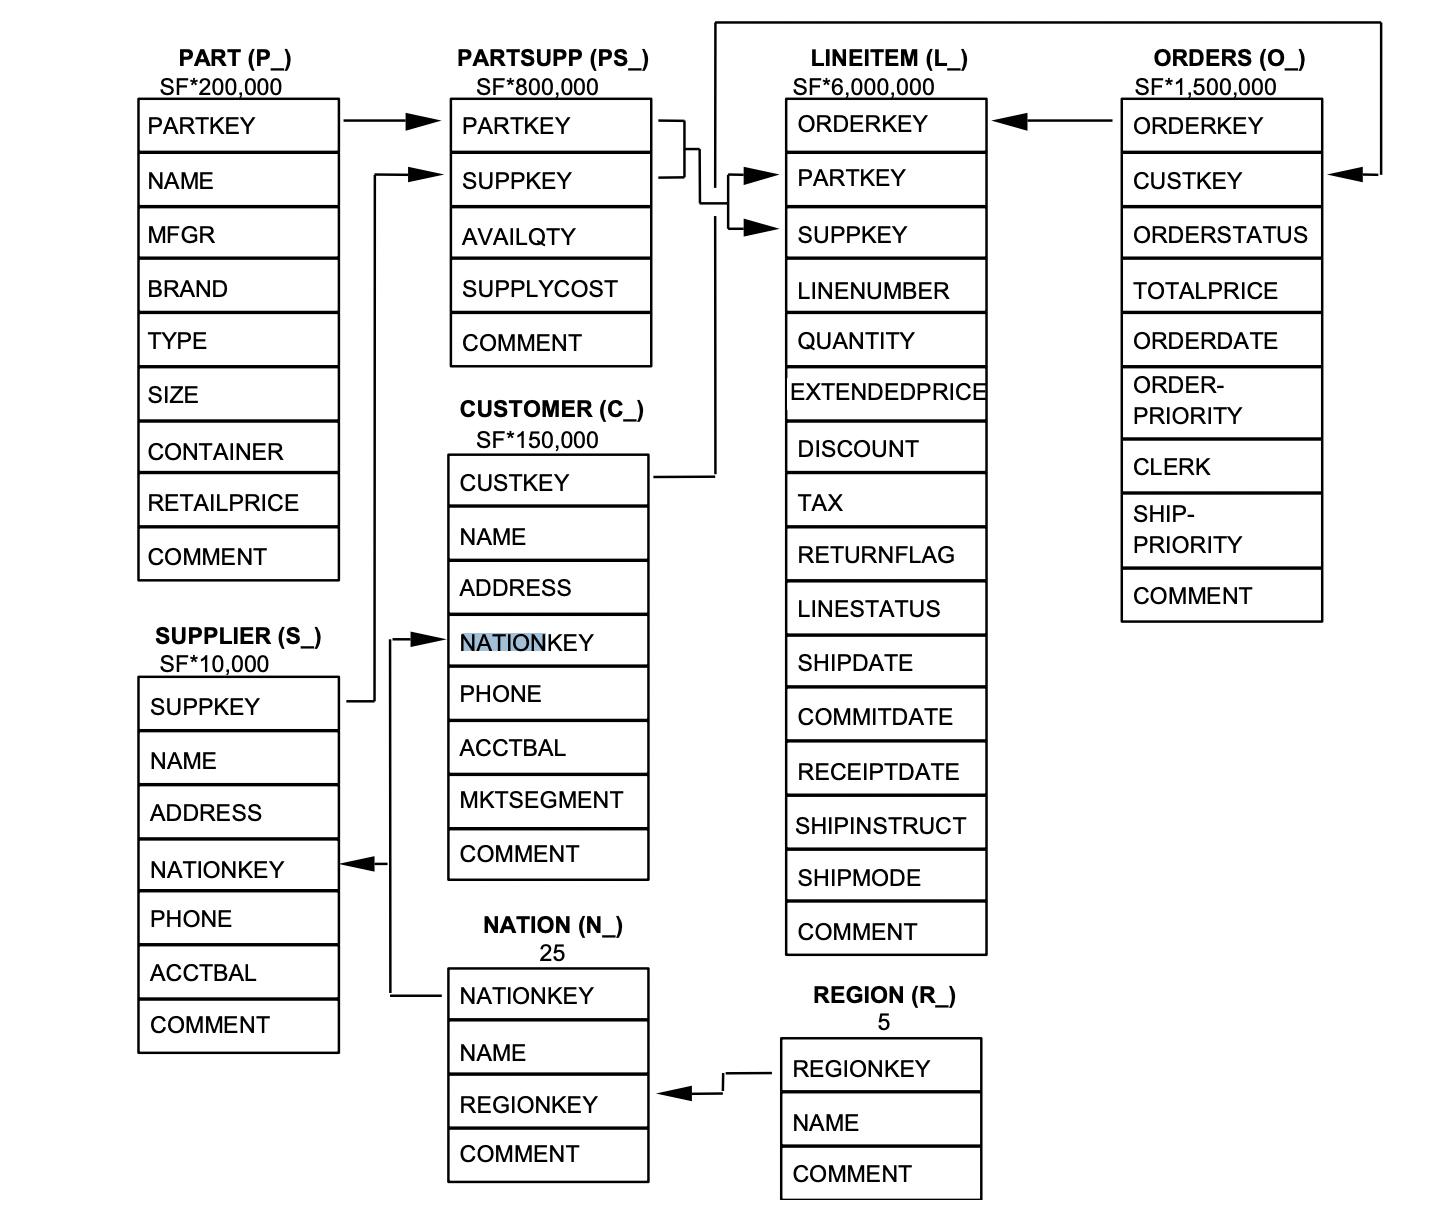 PART (P_)
SF*200,000
PARTKEY
NAME
MFGR
BRAND
TYPE
SIZE
CONTAINER
RETAILPRICE
COMMENT
SUPPLIER (S_)
SF*10,000
SUPPKEY
NAME
ADDRESS
NATIONKEY
PHONE
ACCTBAL
COMMENT
PARTSUPP (PS_)
SF*800,000
PARTKEY
SUPPKEY
AVAILQTY
SUPPLYCOST
COMMENT
CUSTOMER (C_)
SF*150,000
CUSTKEY
NAME
ADDRESS
NATIONKEY
PHONE
ACCTBAL
MKTSEGMENT
COMMENT
NATION (N_)
25
NATIONKEY
NAME
REGIONKEY
COMMENT
LINEITEM (L_)
SF*6,000,000
ORDERKEY
PARTKEY
SUPPKEY
LINENUMBER
QUANTITY
EXTENDEDPRICE
DISCOUNT
TAX
RETURNFLAG
LINESTATUS
SHIPDATE
COMMITDATE
RECEIPTDATE
SHIPINSTRUCT
SHIPMODE
COMMENT
REGION (R_)
5
REGIONKEY
NAME
COMMENT
ORDERS (O_)
SF*1,500,000
ORDERKEY
CUSTKEY
ORDERSTATUS
TOTALPRICE
ORDERDATE
ORDER-
PRIORITY
CLERK
SHIP-
PRIORITY
COMMENT